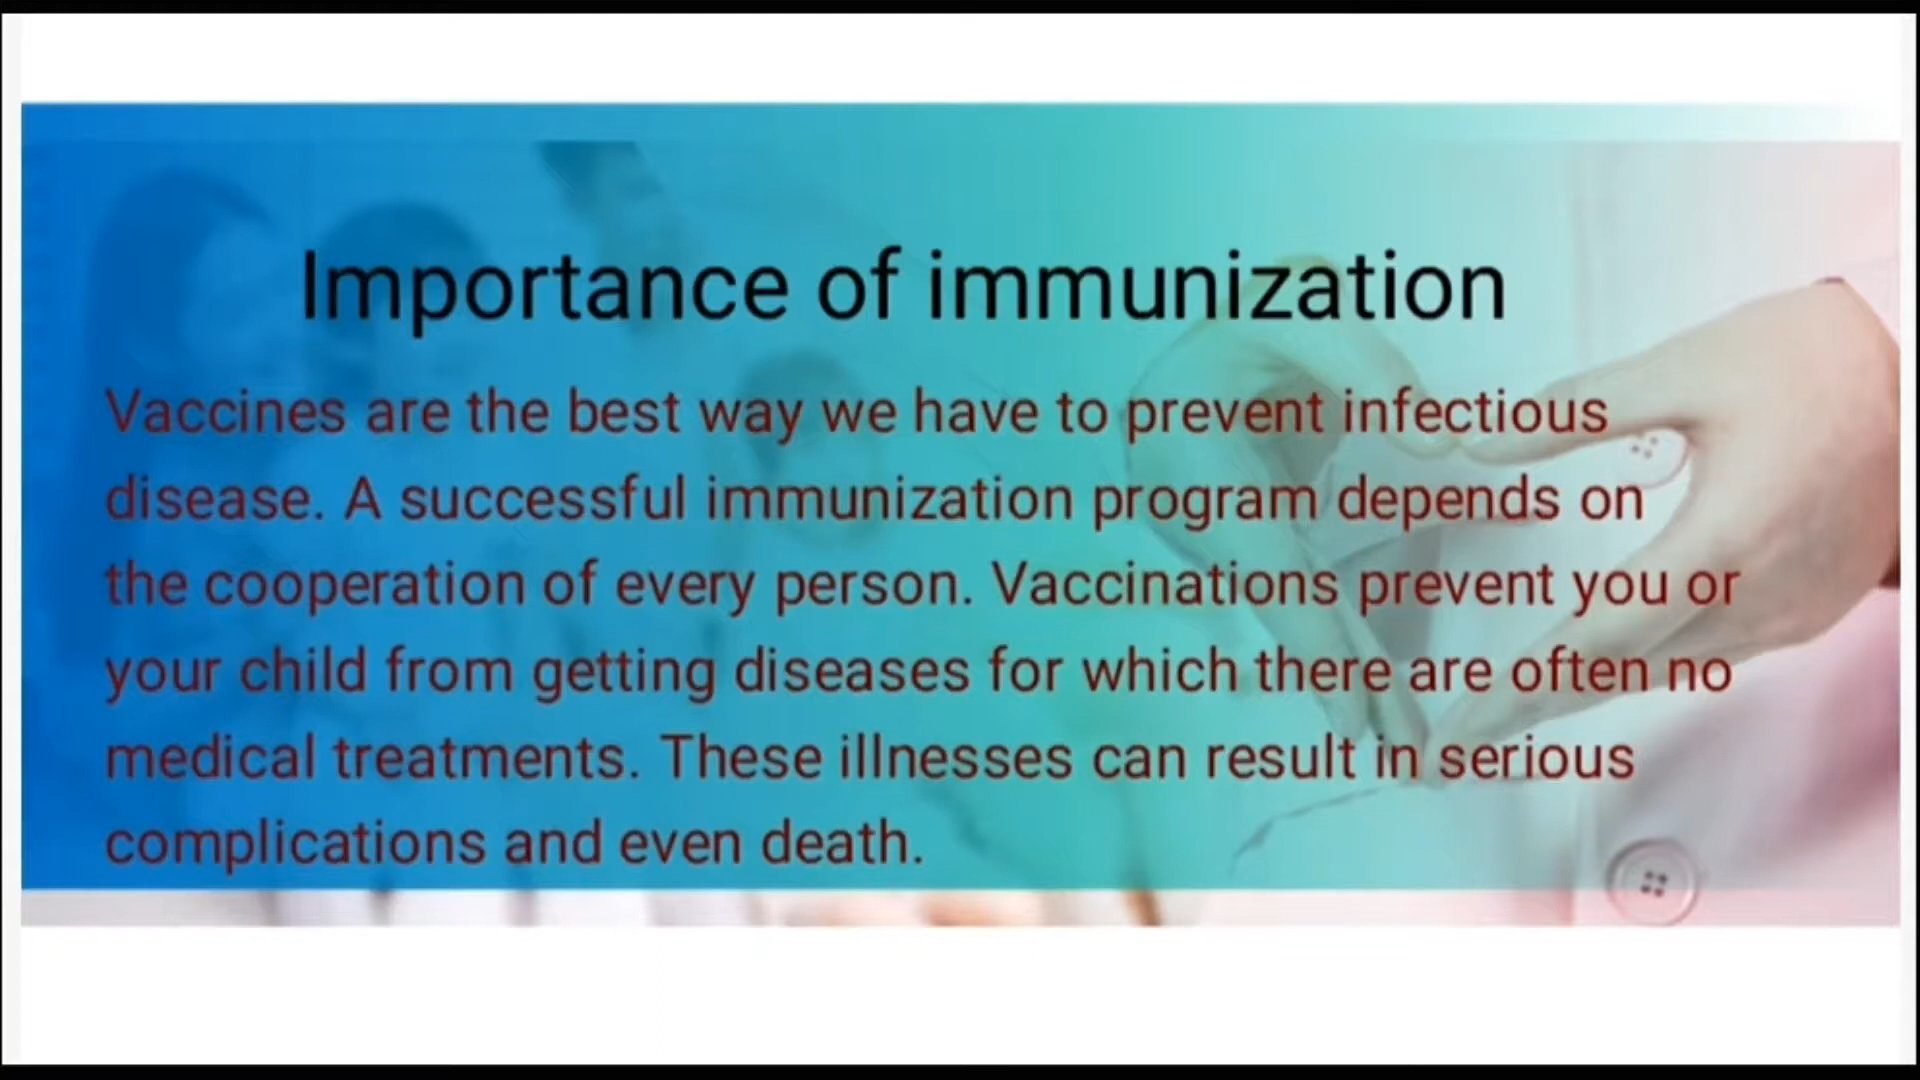 Importance of immunization
Vaccines are the best way we have to prevent infectious
disease. A successful immunization program depends on
the cooperation of every person. Vaccinations prevent you or
your child from getting diseases for which there are often no
medical treatments. These illnesses can result in serious
complications and even death.